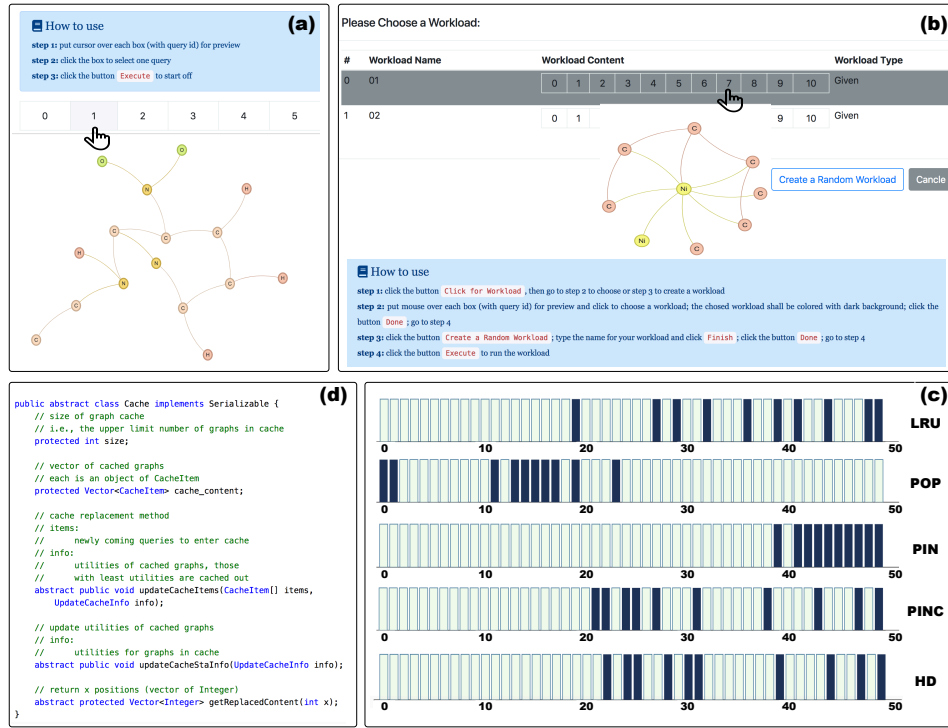 How to use
(a)
step 1: put cursor over each box (with query id) for preview
step 2: click the box to select one query
step 3: click the button Execute to start off
0 1 2 3 4 5
O
O
N
H
C
C
C
H
N
N
C
H
C
C
C
H
(b)
Please Choose a Workload:
# Workload Name Workload Content Workload Type
0 01 0 1 2 3 4 5 6 7 8 9 10 Given
1 02 0 1 9 10 Given
C
C
C
Ni
C
C
C
Ni
C
Create a Random Workload Cancle
How to use
step 1: click the button Click for Workload , then go to step 2 to choose or step 3 to create a workload
step 2: put mouse over each box (with query id) for preview and click to choose a workload; the chosed workload shall be colored with dark background; click the
button Done ; go to step 4
step 3: click the button Create a Random Workload ; type the name for your workload and click Finish ; click the button Done ; go to step 4
step 4: click the button Execute to run the workload
(d)
public abstract class Cache implements Serializable {
// size of graph cache
// i.e., the upper limit number of graphs in cache
protected int size;
// vector of cached graphs
// each is an object of CacheItem
protected Vector<CacheItem> cache_content;
// cache replacement method
// items:
// newly coming queries to enter cache
// info:
// utilities of cached graphs, those
// with least utilities are cached out
abstract public void updateCacheItems(CacheItem[] items,
UpdateCacheInfo info);
// update utilities of cached graphs
// info:
// utilities for graphs in cache
abstract public void updateCacheStaInfo(UpdateCacheInfo info);
// return x positions (vector of Integer)
abstract protected Vector<Integer> getReplacedContent(int x);
}
(c)
LRU
0 10 20 30 40 50
POP
0 10 20 30 40 50
PIN
0 10 20 30 40 50
PINC
0 10 20 30 40 50
HD
0 10 20 30 40 50